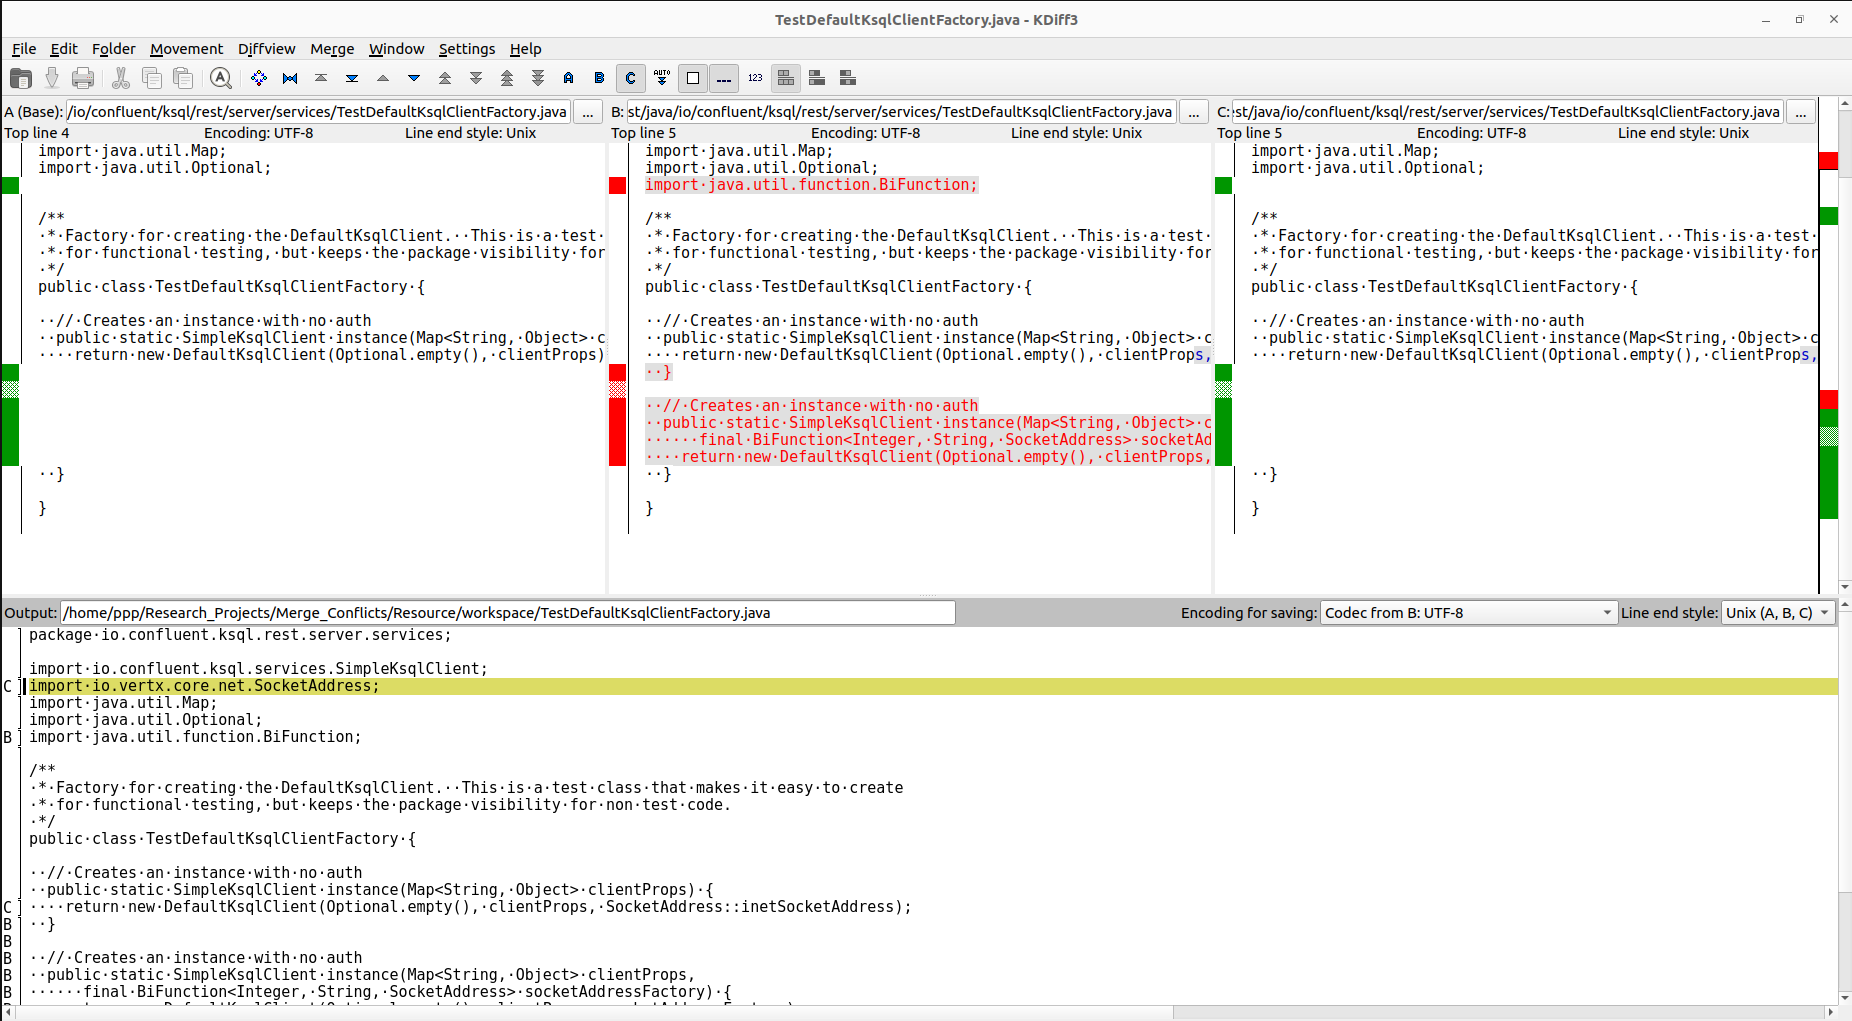 TestDefaultKsqlClientFactory.java - KDiff3
File Edit Folder Movement Diffview Merge Window Settings Help
A B C AUTO 123
A (Base): /io/confluent/ksql/rest/server/services/TestDefaultKsqlClientFactory.java ...
Top line 4 Encoding: UTF-8 Line end style: Unix
import·java.util.Map;
import·java.util.Optional;
/**
·*·Factory·for·creating·the·DefaultKsqlClient.··This·is·a·test·
·*·for·functional·testing,·but·keeps·the·package·visibility·for
·*/
public·class·TestDefaultKsqlClientFactory·{
··//·Creates·an·instance·with·no·auth
··public·static·SimpleKsqlClient·instance(Map<String,·Object>·c
····return·new·DefaultKsqlClient(Optional.empty(),·clientProps)
··}
}
B: st/java/io/confluent/ksql/rest/server/services/TestDefaultKsqlClientFactory.java ...
Top line 5 Encoding: UTF-8 Line end style: Unix
import·java.util.Map;
import·java.util.Optional;
import·java.util.function.BiFunction;
/**
·*·Factory·for·creating·the·DefaultKsqlClient.··This·is·a·test·
·*·for·functional·testing,·but·keeps·the·package·visibility·for
·*/
public·class·TestDefaultKsqlClientFactory·{
··//·Creates·an·instance·with·no·auth
··public·static·SimpleKsqlClient·instance(Map<String,·Object>·c
····return·new·DefaultKsqlClient(Optional.empty(),·clientProps,
··}
··//·Creates·an·instance·with·no·auth
··public·static·SimpleKsqlClient·instance(Map<String,·Object>·c
······final·BiFunction<Integer,·String,·SocketAddress>·socketAd
····return·new·DefaultKsqlClient(Optional.empty(),·clientProps,
··}
}
C: st/java/io/confluent/ksql/rest/server/services/TestDefaultKsqlClientFactory.java ...
Top line 5 Encoding: UTF-8 Line end style: Unix
import·java.util.Map;
import·java.util.Optional;
/**
·*·Factory·for·creating·the·DefaultKsqlClient.··This·is·a·test·
·*·for·functional·testing,·but·keeps·the·package·visibility·for
·*/
public·class·TestDefaultKsqlClientFactory·{
··//·Creates·an·instance·with·no·auth
··public·static·SimpleKsqlClient·instance(Map<String,·Object>·c
····return·new·DefaultKsqlClient(Optional.empty(),·clientProps,
··}
}
Output: /home/ppp/Research_Projects/Merge_Conflicts/Resource/workspace/TestDefaultKsqlClientFactory.java Encoding for saving: Codec from B: UTF-8 Line end style: Unix (A, B, C)
package·io.confluent.ksql.rest.server.services;
import·io.confluent.ksql.services.SimpleKsqlClient;
C import·io.vertx.core.net.SocketAddress;
import·java.util.Map;
import·java.util.Optional;
B import·java.util.function.BiFunction;
/**
·*·Factory·for·creating·the·DefaultKsqlClient.··This·is·a·test·class·that·makes·it·easy·to·create
·*·for·functional·testing,·but·keeps·the·package·visibility·for·non·test·code.
·*/
public·class·TestDefaultKsqlClientFactory·{
··//·Creates·an·instance·with·no·auth
··public·static·SimpleKsqlClient·instance(Map<String,·Object>·clientProps)·{
C ····return·new·DefaultKsqlClient(Optional.empty(),·clientProps,·SocketAddress::inetSocketAddress);
B ··}
B
B ··//·Creates·an·instance·with·no·auth
B ··public·static·SimpleKsqlClient·instance(Map<String,·Object>·clientProps,
B ······final·BiFunction<Integer,·String,·SocketAddress>·socketAddressFactory)·{